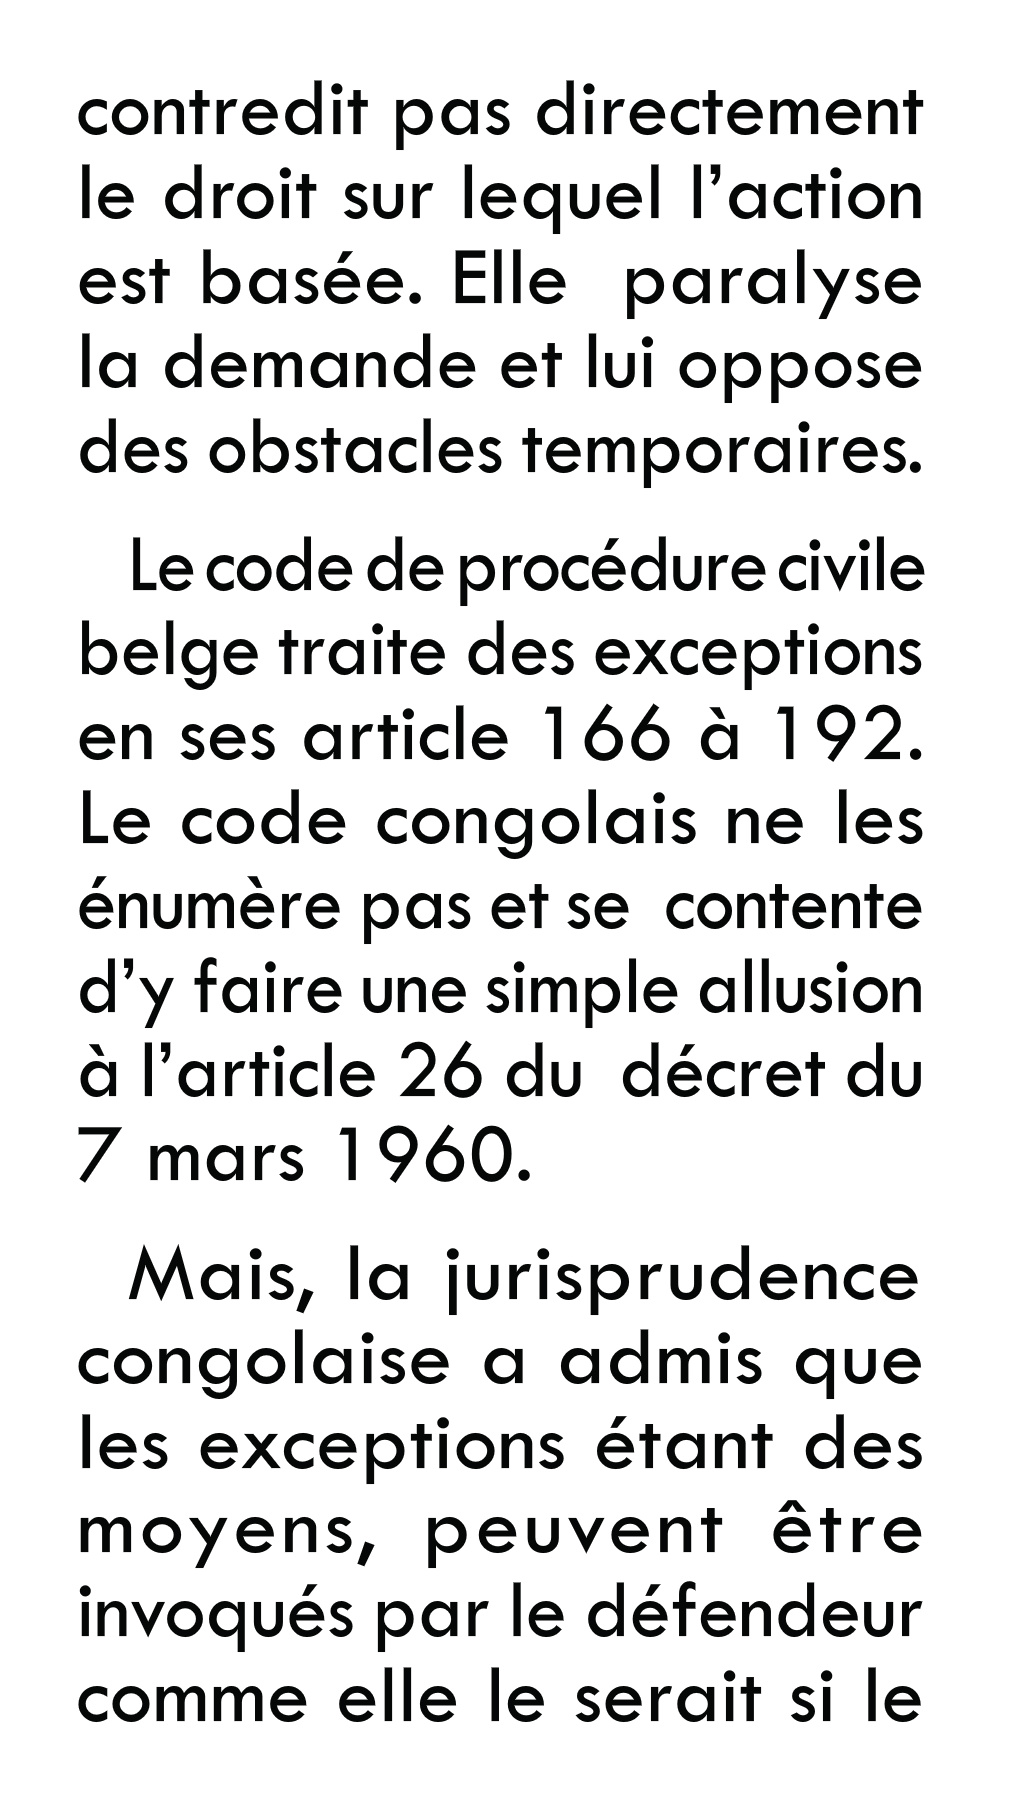 contredit pas directement
le droit sur lequel l’action
est basée. Elle paralyse
la demande et lui oppose
des obstacles temporaires.
Le code de procédure civile
belge traite des exceptions
en ses article 166 à 192.
Le code congolais ne les
énumère pas et se contente
d’y faire une simple allusion
à l’article 26 du décret du
7 mars 1960.
Mais, la jurisprudence
congolaise a admis que
les exceptions étant des
moyens, peuvent être
invoqués par le défendeur
comme elle le serait si le